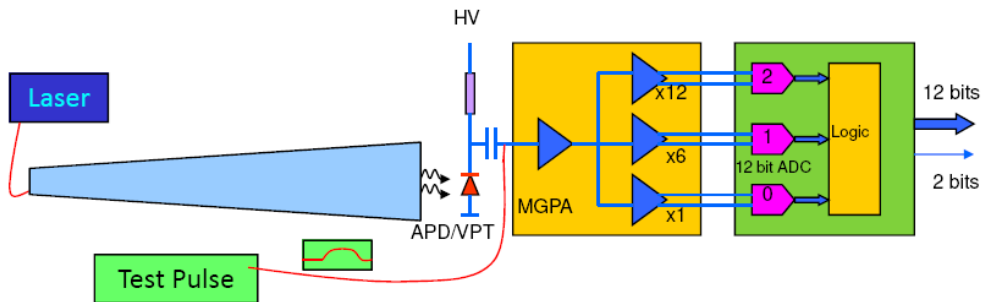 HV
Laser
x12
2
12 bits
x6
1
Logic
12 bit ADC
2 bits
MGPA
x1
0
APD/VPT
Test Pulse